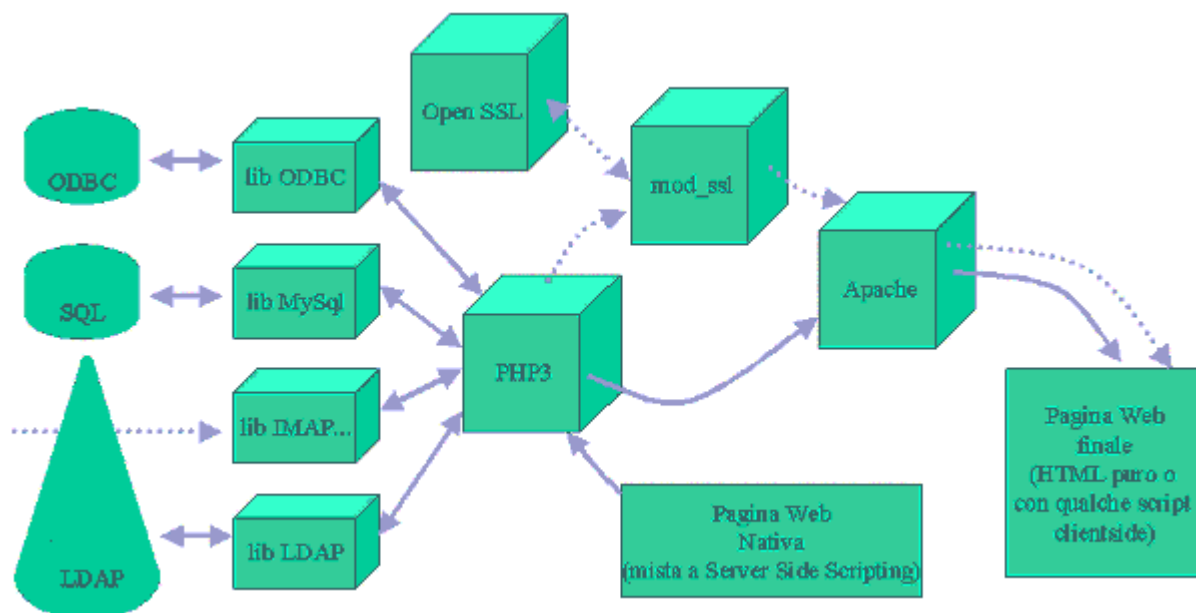 Open SSL
ODBC
lib ODBC
mod_ssl
SQL
lib MySql
Apache
PHP3
lib IMAP...
Pagina Web
finale
(HTML puro o
con qualche script
clientside)
LDAP
lib LDAP
Pagina Web
Nativa
(mista a Server Side Scripting)